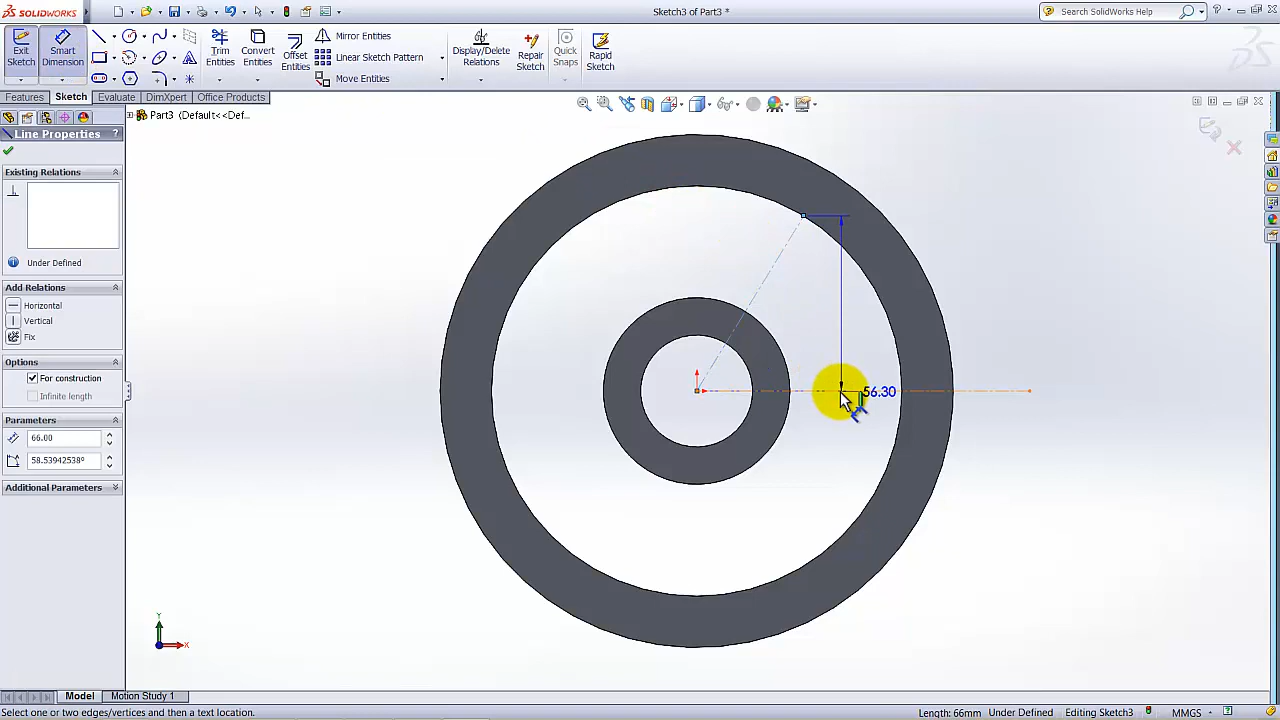 SOLIDWORKS
Sketch3 of Part3 *
Search SolidWorks Help
Exit Sketch
Smart Dimension
Trim Entities
Convert Entities
Offset Entities
Mirror Entities
Linear Sketch Pattern
Move Entities
Display/Delete Relations
Repair Sketch
Quick Snaps
Rapid Sketch
Features Sketch Evaluate DimXpert Office Products
Part3 (Default<<Def...
Line Properties ?
Existing Relations
Under Defined
Add Relations
Horizontal
Vertical
Fix
Options
For construction
Infinite length
Parameters
66.00
58.53942538°
Additional Parameters
56.30
Y
X
Model Motion Study 1
Select one or two edges/vertices and then a text location.
Length: 66mm Under Defined Editing Sketch3 MMGS